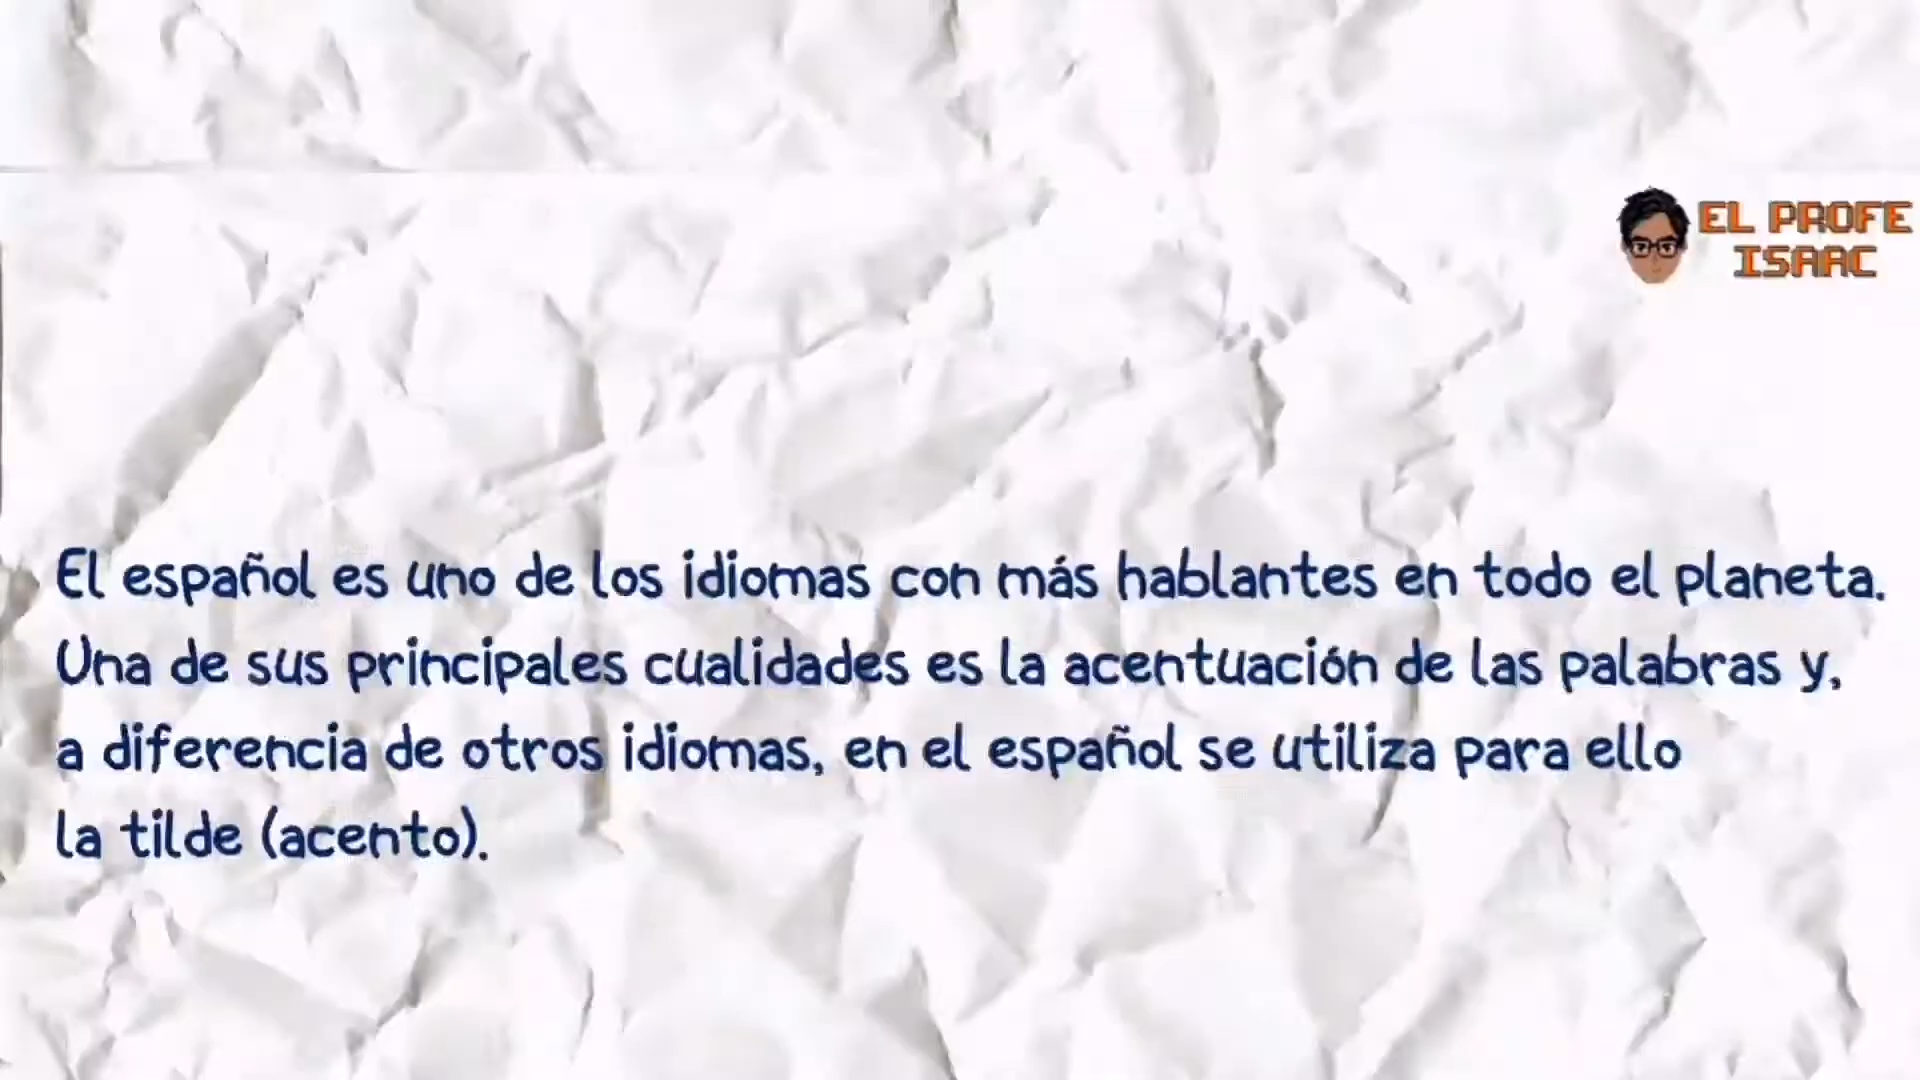 EL PROFE
ISAAC
El español es uno de los idiomas con más hablantes en todo el planeta.
Una de sus principales cualidades es la acentuación de las palabras y,
a diferencia de otros idiomas, en el español se utiliza para ello
la tilde (acento).